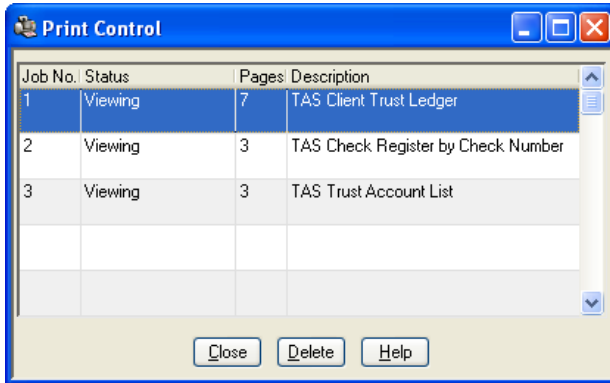 Print Control
Job No. Status Pages Description
1 Viewing 7 TAS Client Trust Ledger
2 Viewing 3 TAS Check Register by Check Number
3 Viewing 3 TAS Trust Account List
Close Delete Help